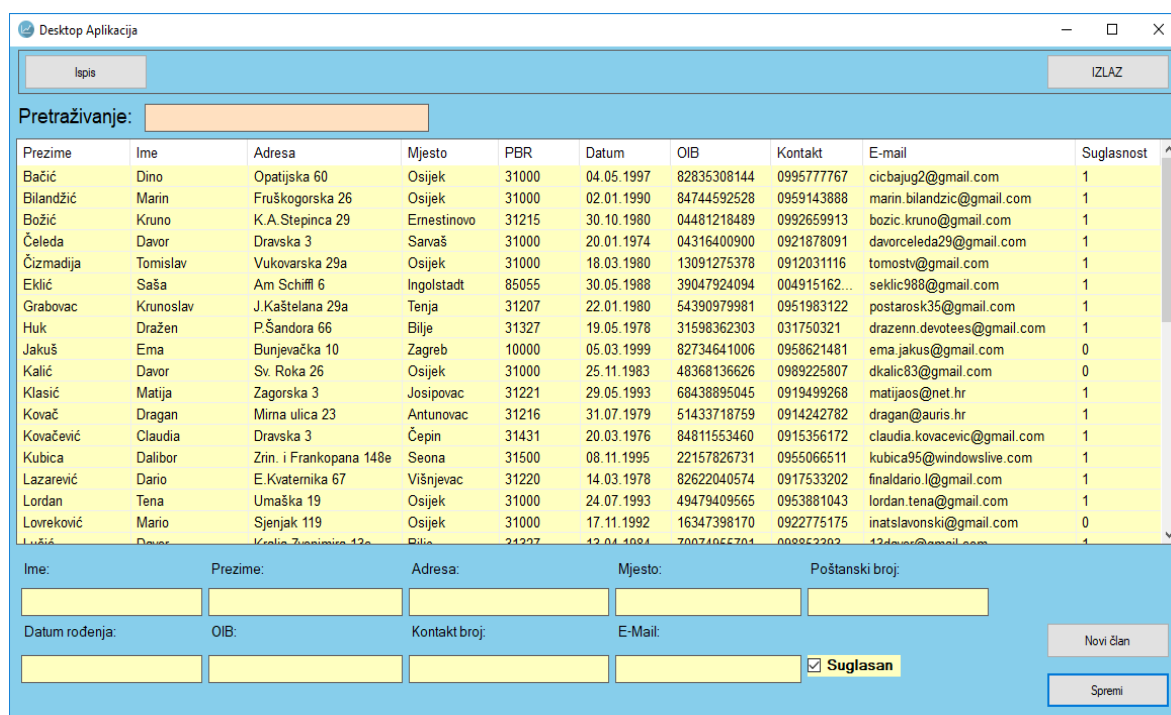 Desktop Aplikacija
Ispis IZLAZ
Pretraživanje:
Prezime Ime Adresa Mjesto PBR Datum OIB Kontakt E-mail Suglasnost
Bačić Dino Opatijska 60 Osijek 31000 04.05.1997 82835308144 0995777767 cicbajug2@gmail.com 1
Bilandžić Marin Fruškogorska 26 Osijek 31000 02.01.1990 84744592528 0959143888 marin.bilandzic@gmail.com 1
Božić Kruno K.A.Stepinca 29 Ernestinovo 31215 30.10.1980 04481218489 0992659913 bozic.kruno@gmail.com 1
Čeleda Davor Dravska 3 Sarvaš 31000 20.01.1974 04316400900 0921878091 davorceleda29@gmail.com 1
Čizmadija Tomislav Vukovarska 29a Osijek 31000 18.03.1980 13091275378 0912031116 tomostv@gmail.com 1
Eklić Saša Am Schiffl 6 Ingolstadt 85055 30.05.1988 39047924094 004915162... seklic988@gmail.com 1
Grabovac Krunoslav J.Kaštelana 29a Tenja 31207 22.01.1980 54390979981 0951983122 postarosk35@gmail.com 1
Huk Dražen P.Šandora 66 Bilje 31327 19.05.1978 31598362303 031750321 drazenn.devotees@gmail.com 1
Jakuš Ema Bunjevačka 10 Zagreb 10000 05.03.1999 82734641006 0958621481 ema.jakus@gmail.com 0
Kalić Davor Sv. Roka 26 Osijek 31000 25.11.1983 48368136626 0989225807 dkalic83@gmail.com 0
Klasić Matija Zagorska 3 Josipovac 31221 29.05.1993 68438895045 0919499268 matijaos@net.hr 1
Kovač Dragan Mirna ulica 23 Antunovac 31216 31.07.1979 51433718759 0914242782 dragan@auris.hr 1
Kovačević Claudia Dravska 3 Čepin 31431 20.03.1976 84811553460 0915356172 claudia.kovacevic@gmail.com 1
Kubica Dalibor Zrin. i Frankopana 148e Seona 31500 08.11.1995 22157826731 0955066511 kubica95@windowslive.com 1
Lazarević Dario E.Kvaternika 67 Višnjevac 31220 14.03.1978 82622040574 0917533202 finaldario.l@gmail.com 1
Lordan Tena Umaška 19 Osijek 31000 24.07.1993 49479409565 0953881043 lordan.tena@gmail.com 1
Lovreković Mario Sjenjak 119 Osijek 31000 17.11.1992 16347398170 0922775175 inatslavonski@gmail.com 0
Lučić Davor Kralja Zvonimira 13a Bilje 31327 13.04.1984
Ime: Prezime: Adresa: Mjesto: Poštanski broj:
Datum rođenja: OIB: Kontakt broj: E-Mail:
Suglasan
Novi član
Spremi